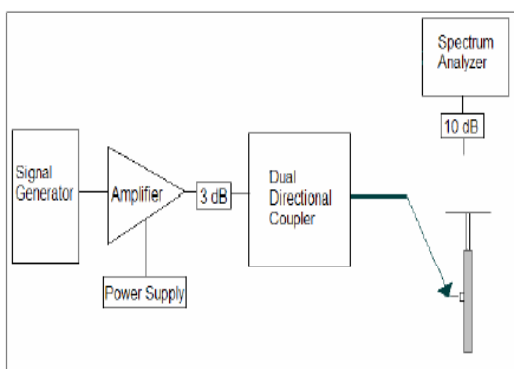 Spectrum
Analyzer
10 dB
Signal
Generator
Amplifier
3 dB
Dual
Directional
Coupler
Power Supply